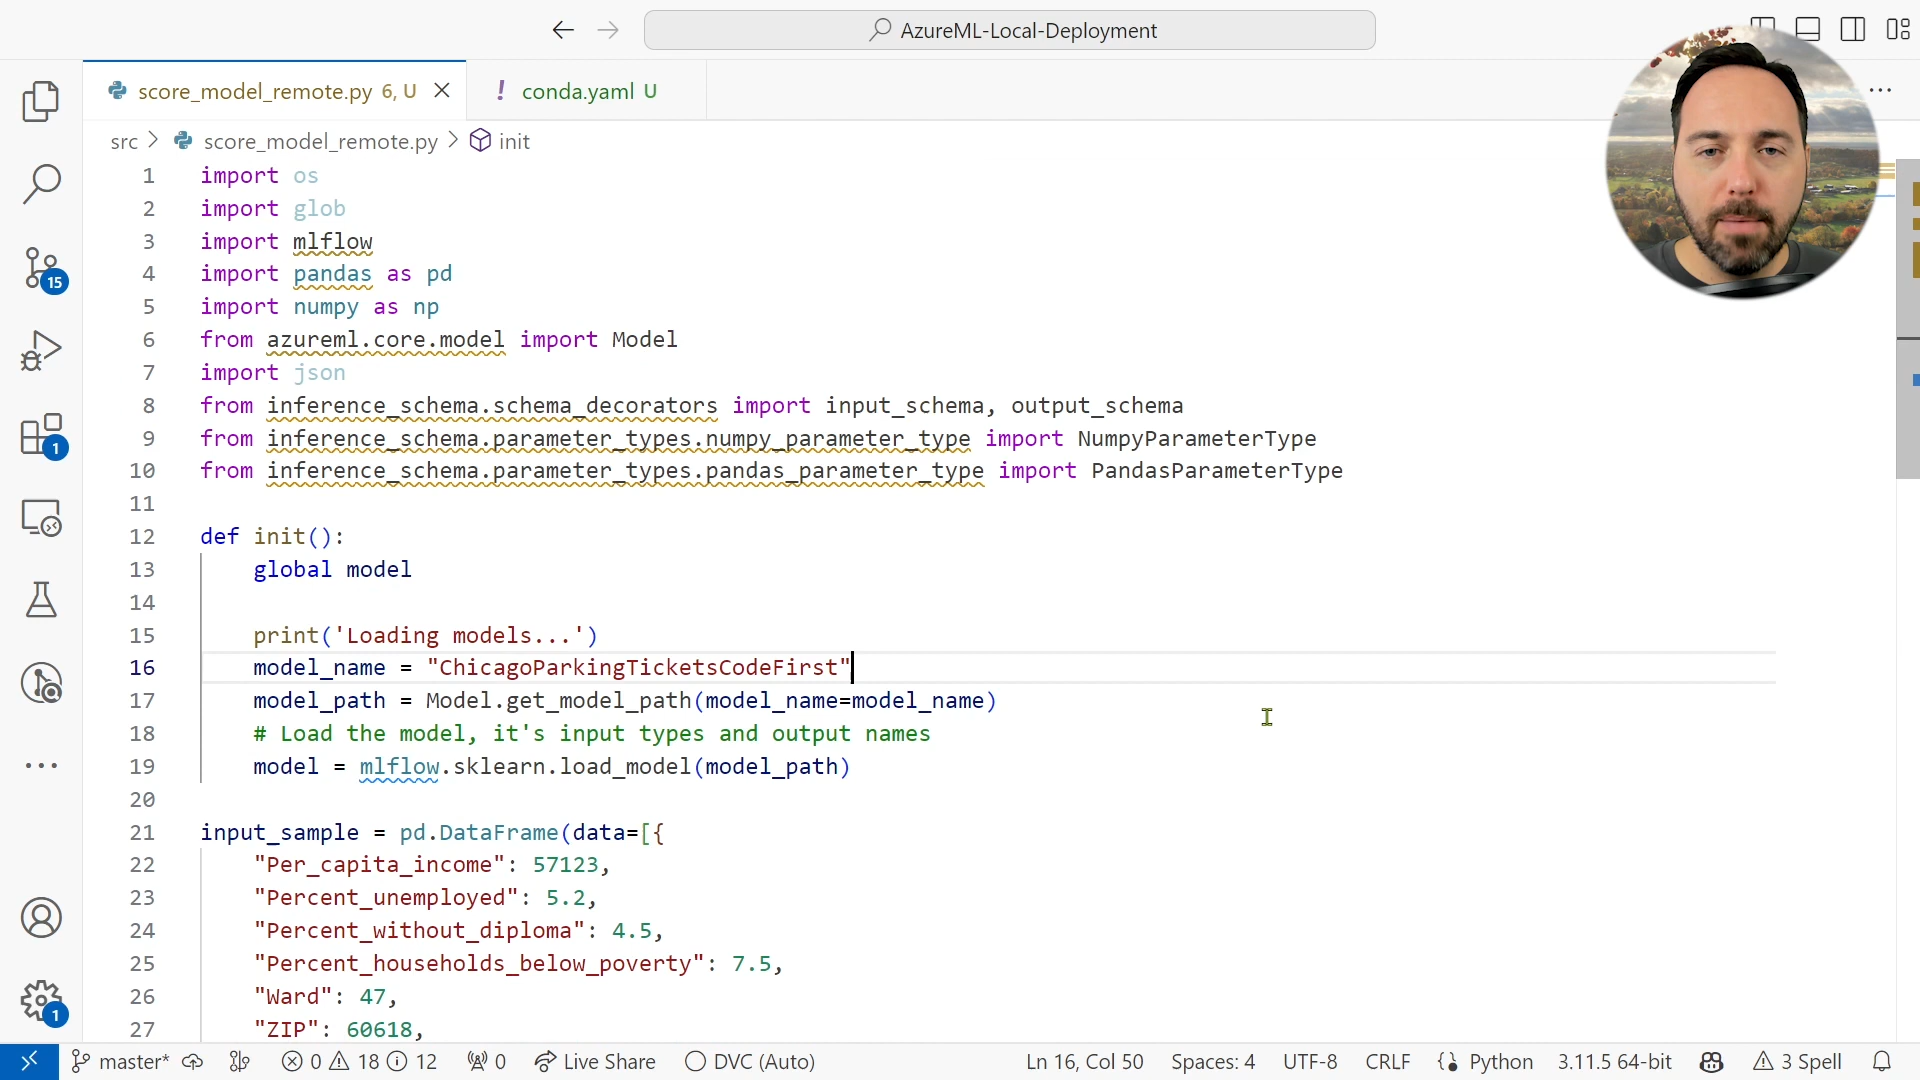 AzureML-Local-Deployment
score_model_remote.py 6, U
! conda.yaml U
src > score_model_remote.py > init
1 import os
2 import glob
3 import mlflow
4 import pandas as pd
5 import numpy as np
6 from azureml.core.model import Model
7 import json
8 from inference_schema.schema_decorators import input_schema, output_schema
9 from inference_schema.parameter_types.numpy_parameter_type import NumpyParameterType
10 from inference_schema.parameter_types.pandas_parameter_type import PandasParameterType
11
12 def init():
13     global model
14
15     print('Loading models...')
16     model_name = "ChicagoParkingTicketsCodeFirst"
17     model_path = Model.get_model_path(model_name=model_name)
18     # Load the model, it's input types and output names
19     model = mlflow.sklearn.load_model(model_path)
20
21 input_sample = pd.DataFrame(data=[{
22     "Per_capita_income": 57123,
23     "Percent_unemployed": 5.2,
24     "Percent_without_diploma": 4.5,
25     "Percent_households_below_poverty": 7.5,
26     "Ward": 47,
27     "ZIP": 60618,
15
1
1
master* 0 18 12 0 Live Share DVC (Auto) Ln 16, Col 50 Spaces: 4 UTF-8 CRLF Python 3.11.5 64-bit 3 Spell